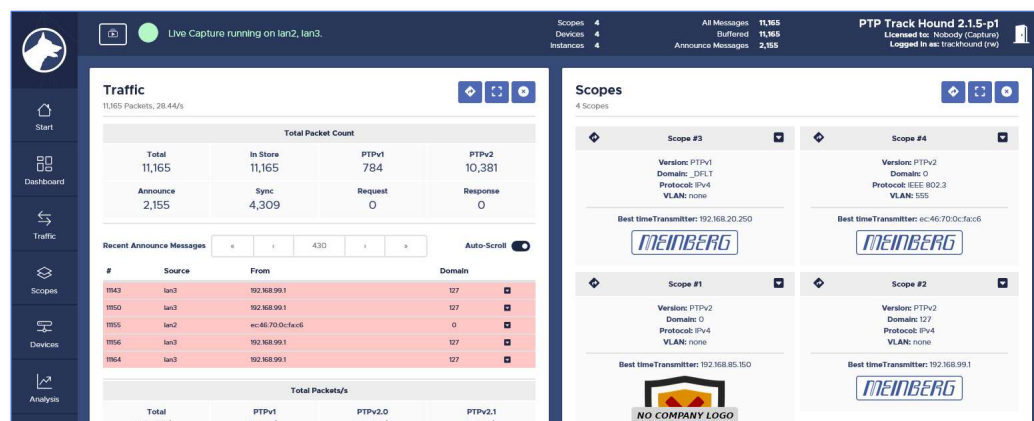 Live Capture running on lan2, lan3.
Scopes 4
Devices 4
Instances 4
All Messages 11,165
Buffered 11,165
Announce Messages 2,155
PTP Track Hound 2.1.5-p1
Licensed to: Nobody (Capture)
Logged in as: trackhound (rw)
Start
Dashboard
Traffic
Scopes
Devices
Analysis
Traffic
11,165 Packets, 28.44/s
Total Packet Count
Total In Store PTPv1 PTPv2
11,165 11,165 784 10,381
Announce Sync Request Response
2,155 4,309 0 0
Recent Announce Messages « ‹ 430 › » Auto-Scroll
# Source From Domain
11143 lan3 192.168.99.1 127
11150 lan3 192.168.99.1 127
11155 lan2 ec:46:70:0c:fa:c6 0
11156 lan3 192.168.99.1 127
11164 lan3 192.168.99.1 127
Total Packets/s
Total PTPv1 PTPv2.0 PTPv2.1
Scopes
4 Scopes
Scope #3
Version: PTPv1
Domain: _DFLT
Protocol: IPv4
VLAN: none
Best timeTransmitter: 192.168.20.250
MEINBERG
Scope #4
Version: PTPv2
Domain: 0
Protocol: IEEE 802.3
VLAN: 555
Best timeTransmitter: ec:46:70:0c:fa:c6
MEINBERG
Scope #1
Version: PTPv2
Domain: 0
Protocol: IPv4
VLAN: none
Best timeTransmitter: 192.168.85.150
NO COMPANY LOGO
Scope #2
Version: PTPv2
Domain: 127
Protocol: IPv4
VLAN: none
Best timeTransmitter: 192.168.99.1
MEINBERG